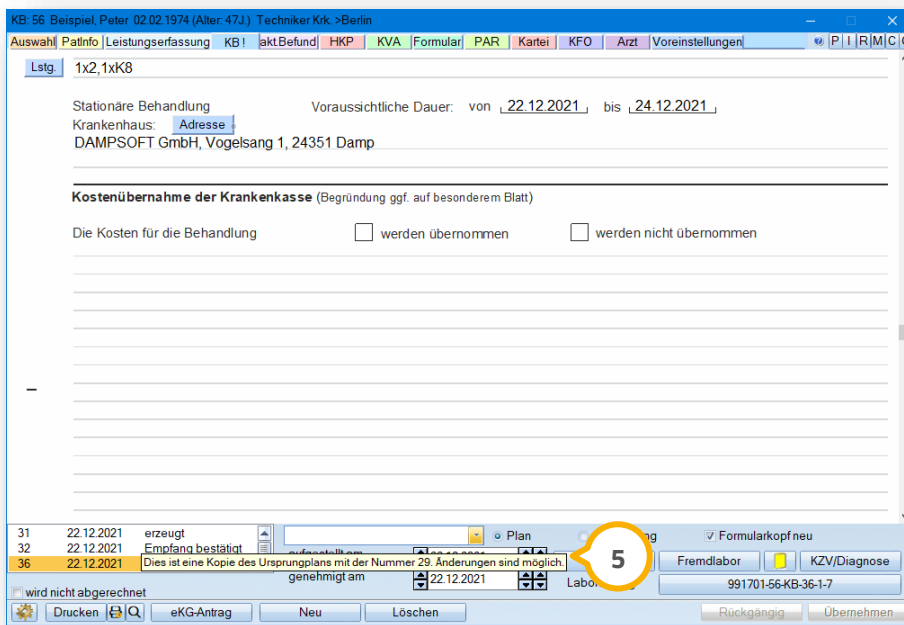 KB: 56 Beispiel, Peter 02.02.1974 (Alter: 47J.) Techniker Krk. >Berlin
Auswahl PatInfo Leistungserfassung KB ! akt.Befund HKP KVA Formular PAR Kartei KFO Arzt Voreinstellungen P I R M C
Lstg. 1x2,1xK8
Stationäre Behandlung Voraussichtliche Dauer: von 22.12.2021 bis 24.12.2021
Krankenhaus: Adresse
DAMPSOFT GmbH, Vogelsang 1, 24351 Damp
Kostenübernahme der Krankenkasse (Begründung ggf. auf besonderem Blatt)
Die Kosten für die Behandlung werden übernommen werden nicht übernommen
31 22.12.2021 erzeugt Plan Formularkopf neu
32 22.12.2021 Empfang bestätigt
36 22.12.2021 Dies ist eine Kopie des Ursprungplans mit der Nummer 29. Änderungen sind möglich. 5 Fremdlabor KZV/Diagnose
genehmigt am 22.12.2021 991701-56-KB-36-1-7
wird nicht abgerechnet
Drucken eKG-Antrag Neu Löschen Rückgängig Übernehmen